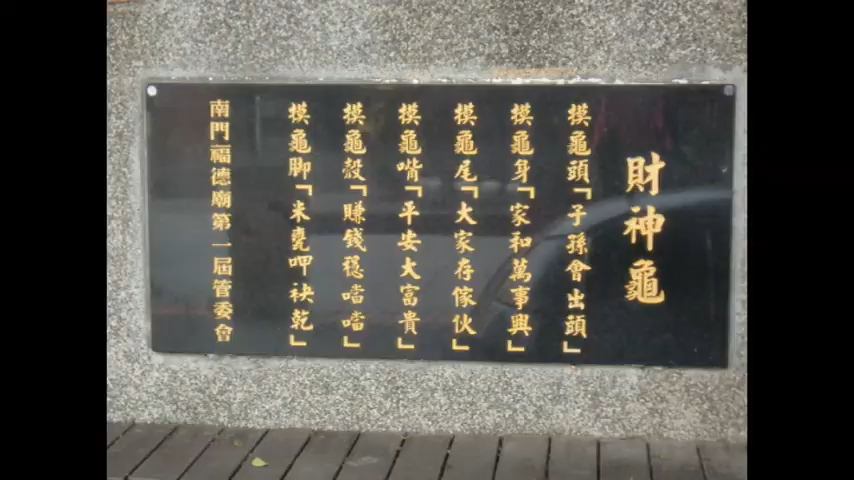 財神龜
摸龜頭「子孫會出頭」
摸龜身「家和萬事興」
摸龜尾「大家存傢伙」
摸龜嘴「平安大富貴」
摸龜殼「賺錢穩噹噹」
摸龜脚「米甕呷袂乾」
南門福德廟第一屆管委會